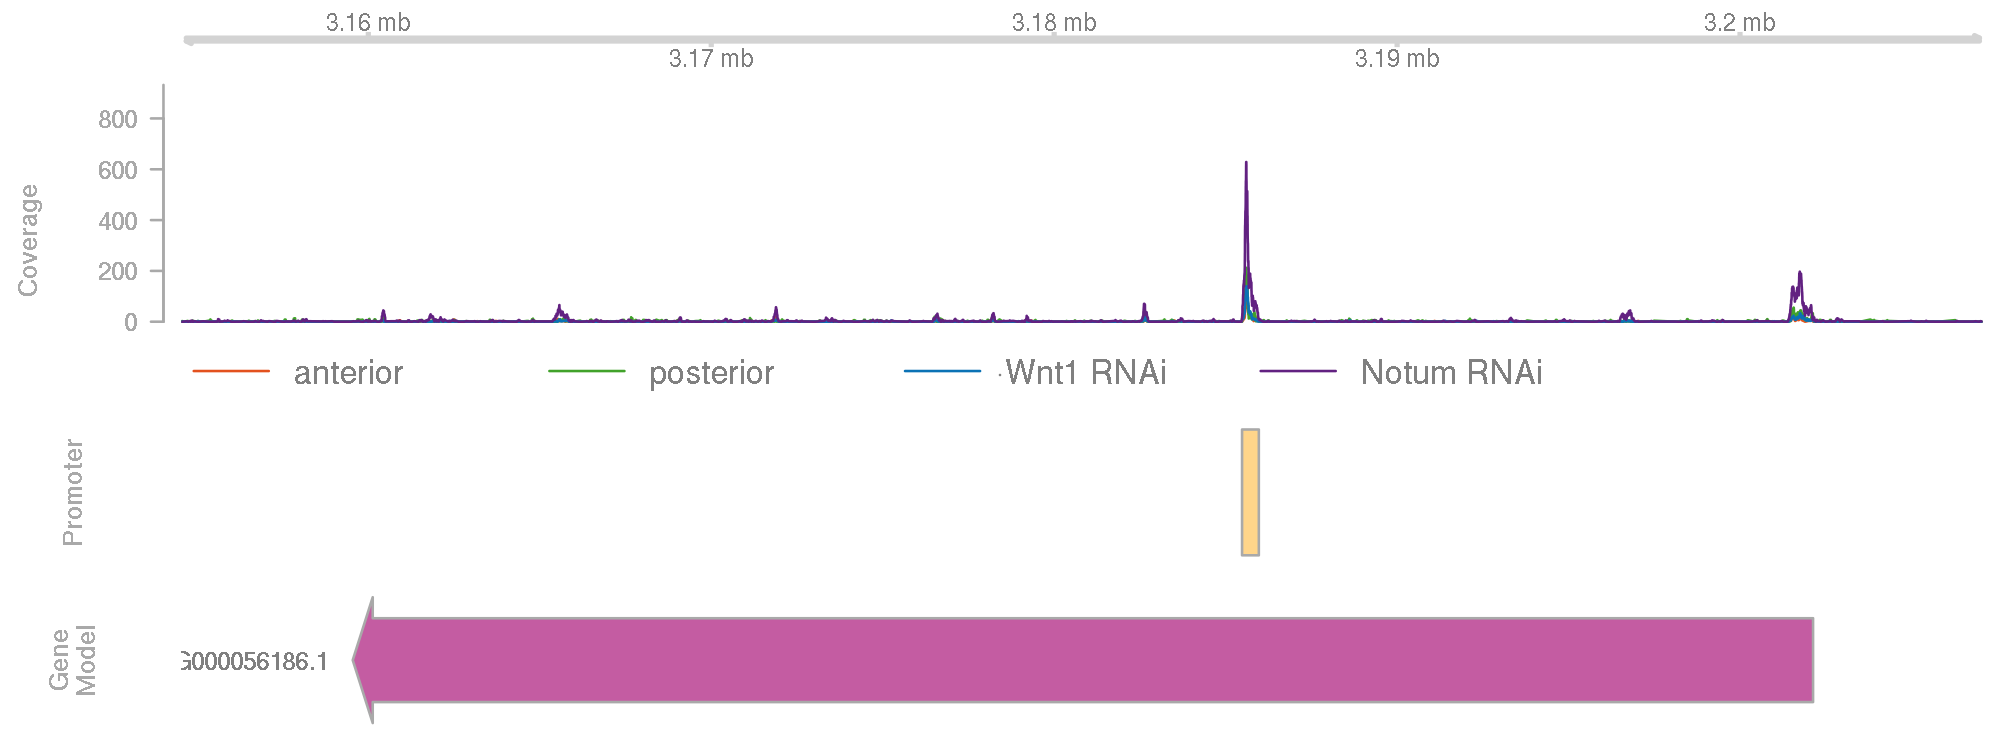 3.16 mb 3.18 mb 3.2 mb
3.17 mb 3.19 mb
Coverage
800
600
400
200
0
anterior posterior Wnt1 RNAi Notum RNAi
Promoter
Gene
Model
G000056186.1